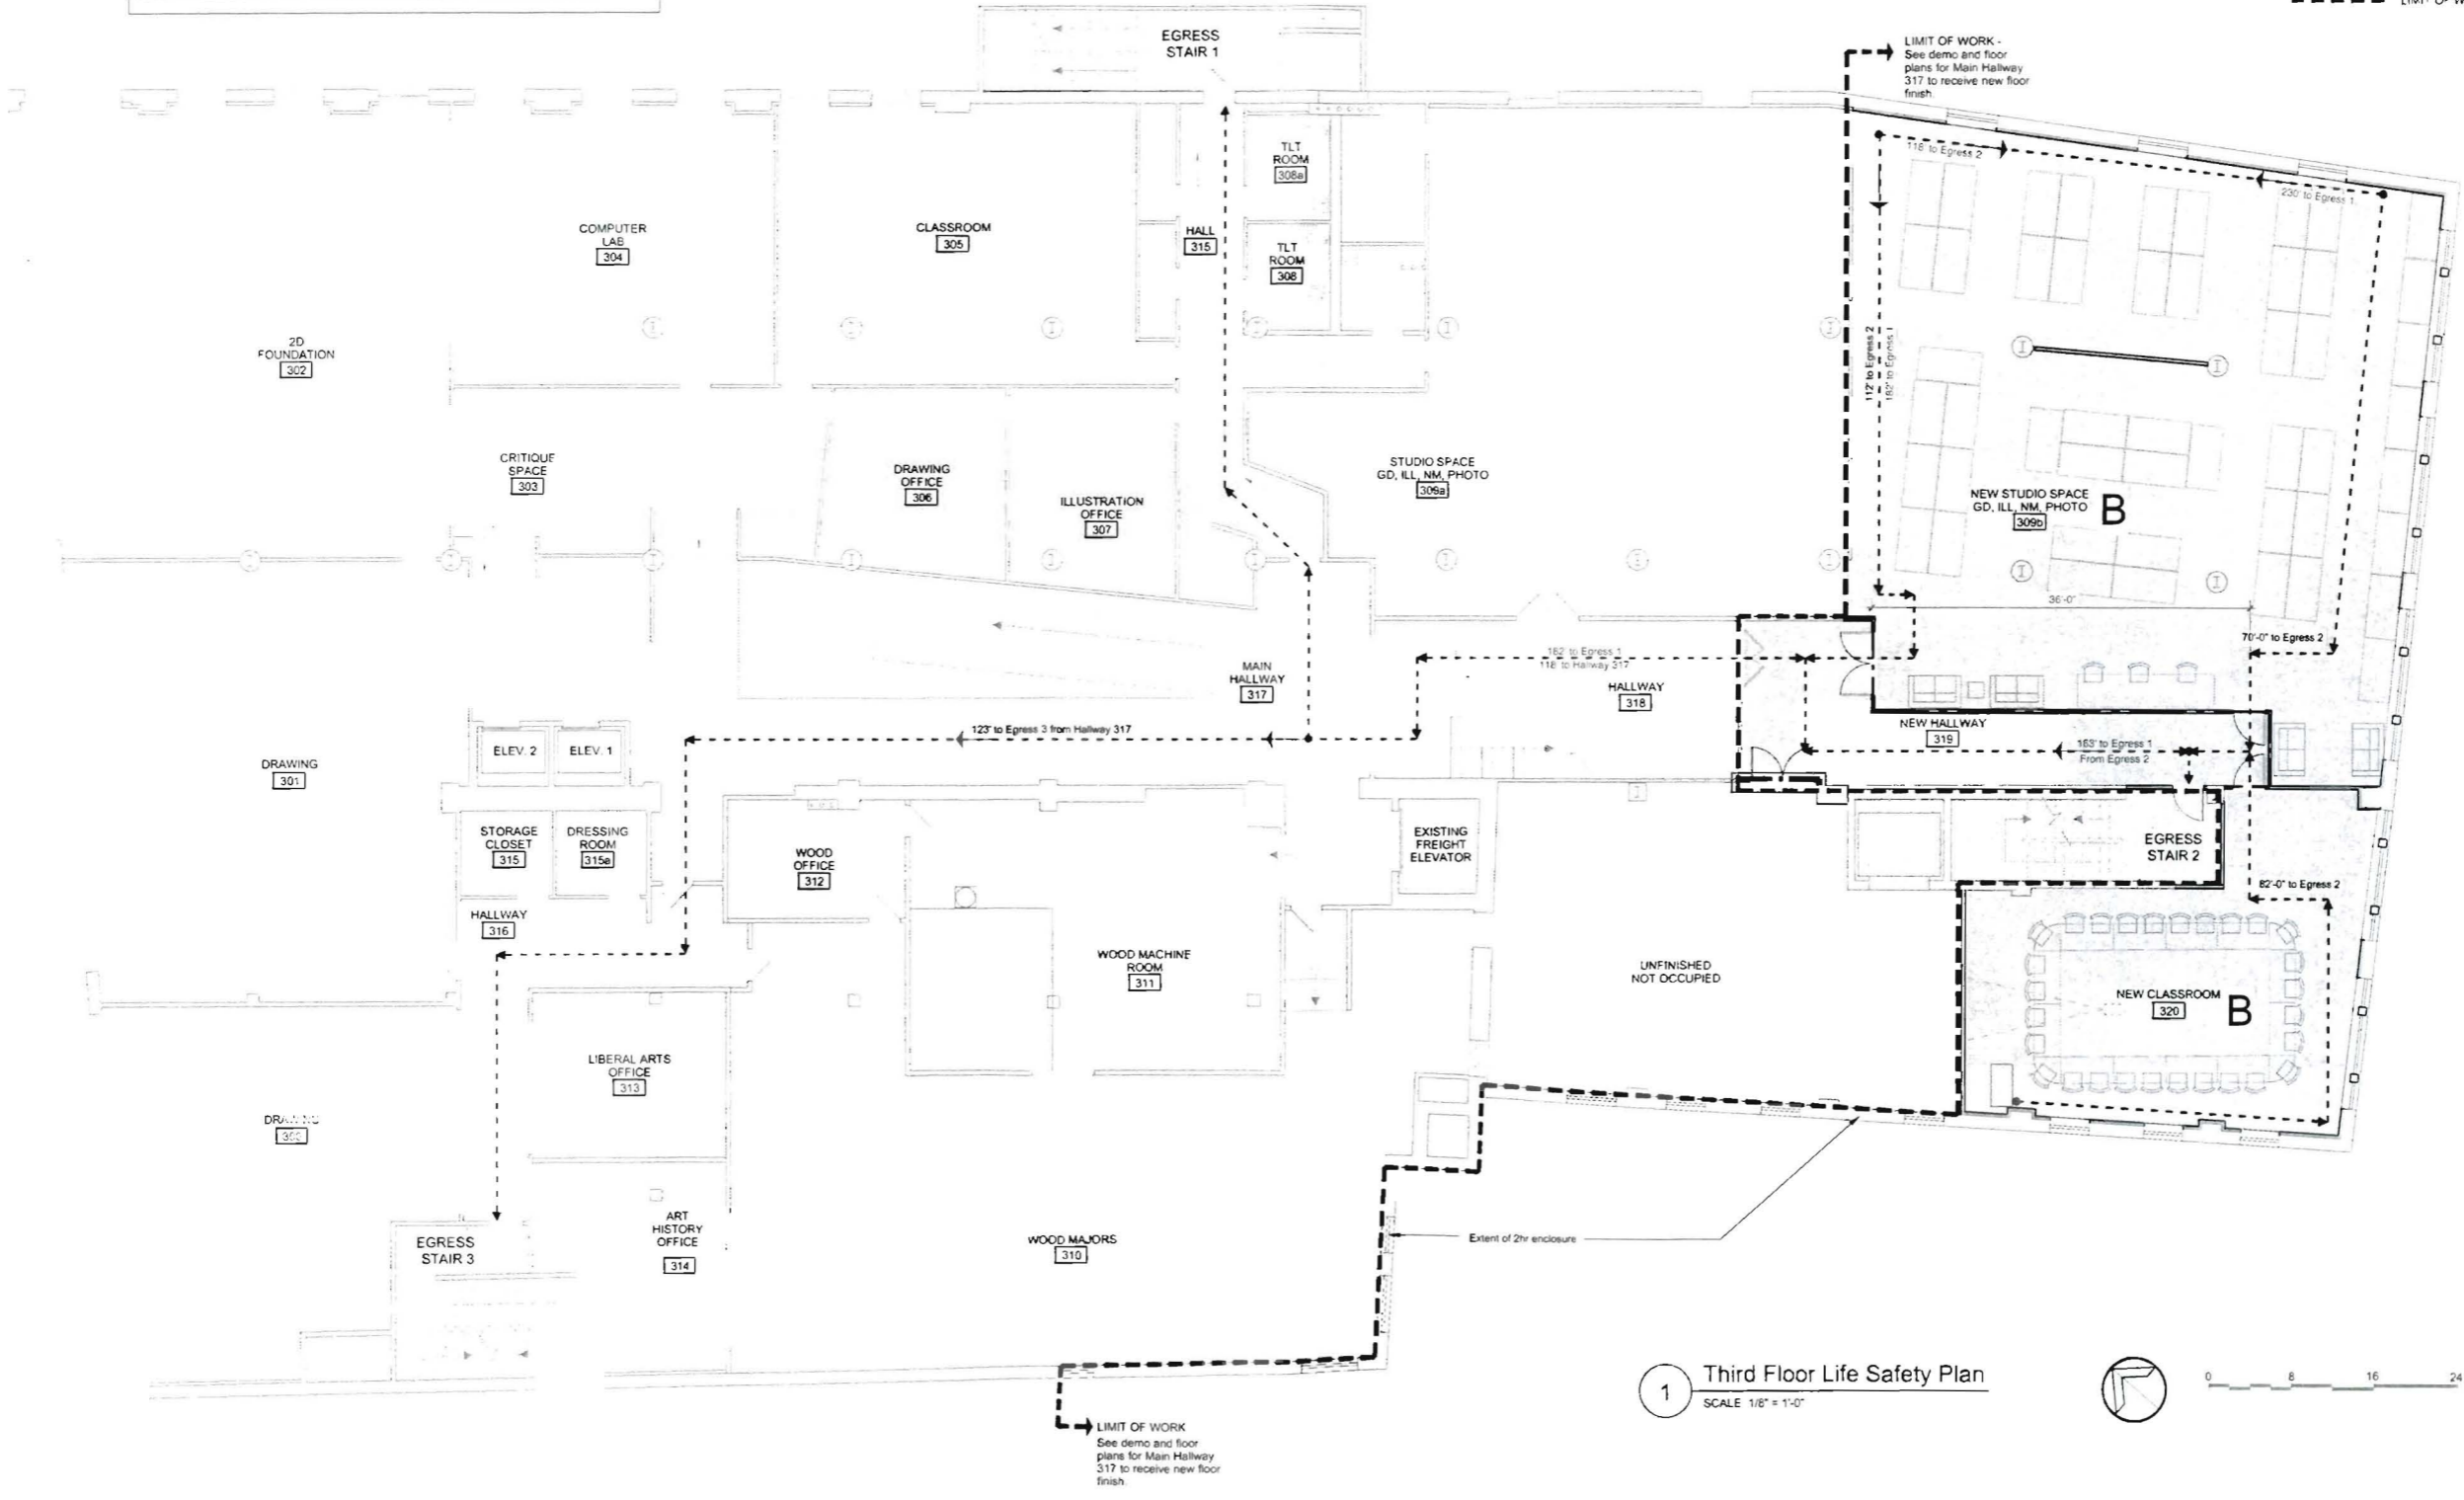 EGRESS
STAIR 1
LIMIT OF WORK -
See demo and floor
plans for Main Hallway
317 to receive new floor
finish.
118' to Egress 2
230' to Egress 1
TLT
ROOM
308a
COMPUTER
LAB
304
CLASSROOM
305
HALL
315
TLT
ROOM
308
2D
FOUNDATION
302
112' to Egress 2
182' to Egress 1
CRITIQUE
SPACE
303
DRAWING
OFFICE
306
ILLUSTRATION
OFFICE
307
STUDIO SPACE
GD, ILL, NM, PHOTO
309a
NEW STUDIO SPACE
GD, ILL, NM, PHOTO
309b
B
36'-0"
70'-0" to Egress 2
MAIN
HALLWAY
317
182' to Egress 1
118' to Hallway 317
HALLWAY
318
NEW HALLWAY
319
163' to Egress 1
From Egress 2
123' to Egress 3 from Hallway 317
ELEV. 2
ELEV. 1
DRAWING
301
STORAGE
CLOSET
315
DRESSING
ROOM
315a
WOOD
OFFICE
312
EXISTING
FREIGHT
ELEVATOR
EGRESS
STAIR 2
82'-0" to Egress 2
HALLWAY
316
WOOD MACHINE
ROOM
311
UNFINISHED
NOT OCCUPIED
NEW CLASSROOM
320
B
LIBERAL ARTS
OFFICE
313
EGRESS
STAIR 3
ART
HISTORY
OFFICE
314
WOOD MAJORS
310
Extent of 2hr enclosure
1
Third Floor Life Safety Plan
SCALE 1/8" = 1'-0"
0 8 16 24
LIMIT OF WORK
See demo and floor
plans for Main Hallway
317 to receive new floor
finish.